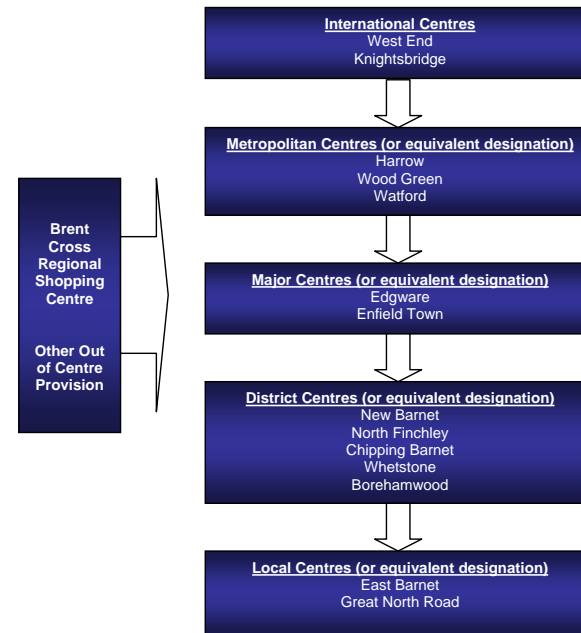 International Centres
West End
Knightsbridge
Metropolitan Centres (or equivalent designation)
Harrow
Wood Green
Watford
Brent
Cross
Regional
Shopping
Centre
Other Out
of Centre
Provision
Major Centres (or equivalent designation)
Edgware
Enfield Town
District Centres (or equivalent designation)
New Barnet
North Finchley
Chipping Barnet
Whetstone
Borehamwood
Local Centres (or equivalent designation)
East Barnet
Great North Road